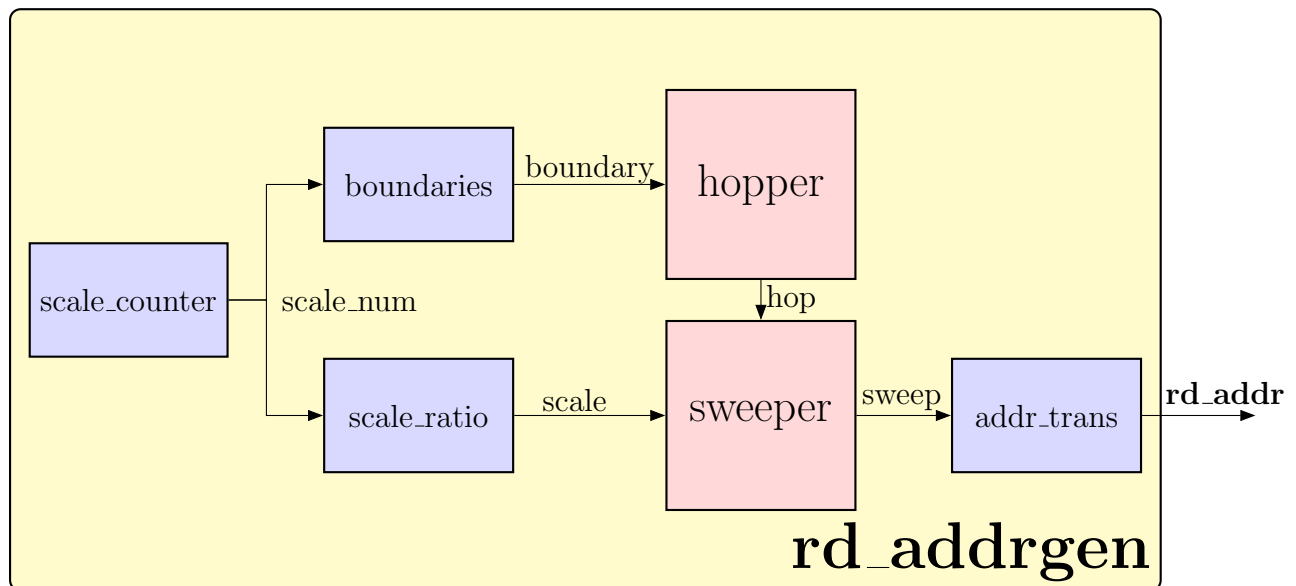 boundaries
boundary
hopper
scale_counter
scale_num
hop
scale_ratio
scale
sweeper
sweep
addr_trans
rd_addr
rd_addrgen